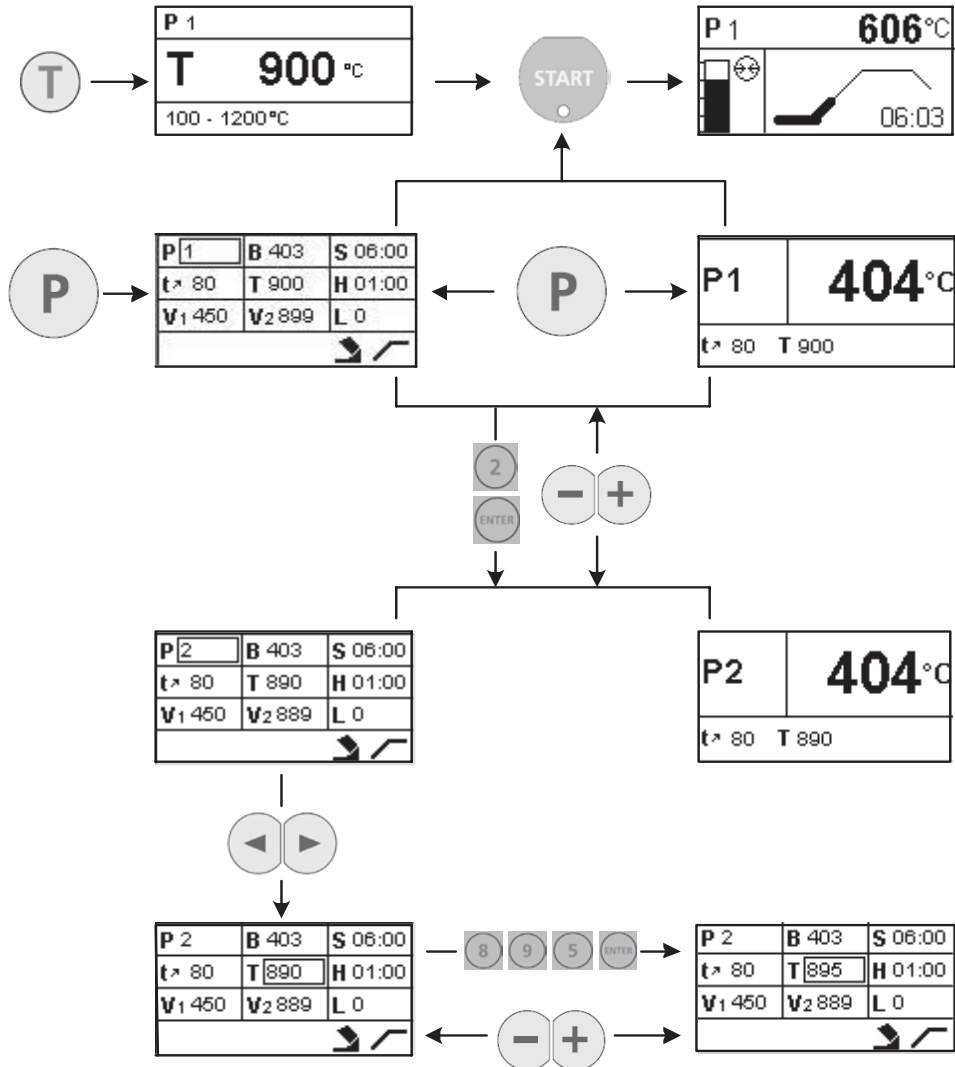 P 1
T
T 900 °C
START
100 - 1200°C
P 1 606°C
06:03
P
P 1 B 403 S 06:00
t↗ 80 T 900 H 01:00
V1 450 V2 899 L 0
P
P1 404°C
t↗ 80 T 900
2
ENTER
− +
P 2 B 403 S 06:00
t↗ 80 T 890 H 01:00
V1 450 V2 889 L 0
P2 404°C
t↗ 80 T 890
P 2 B 403 S 06:00
t↗ 80 T 890 H 01:00
V1 450 V2 889 L 0
8 9 5 ENTER
− +
P 2 B 403 S 06:00
t↗ 80 T 895 H 01:00
V1 450 V2 889 L 0